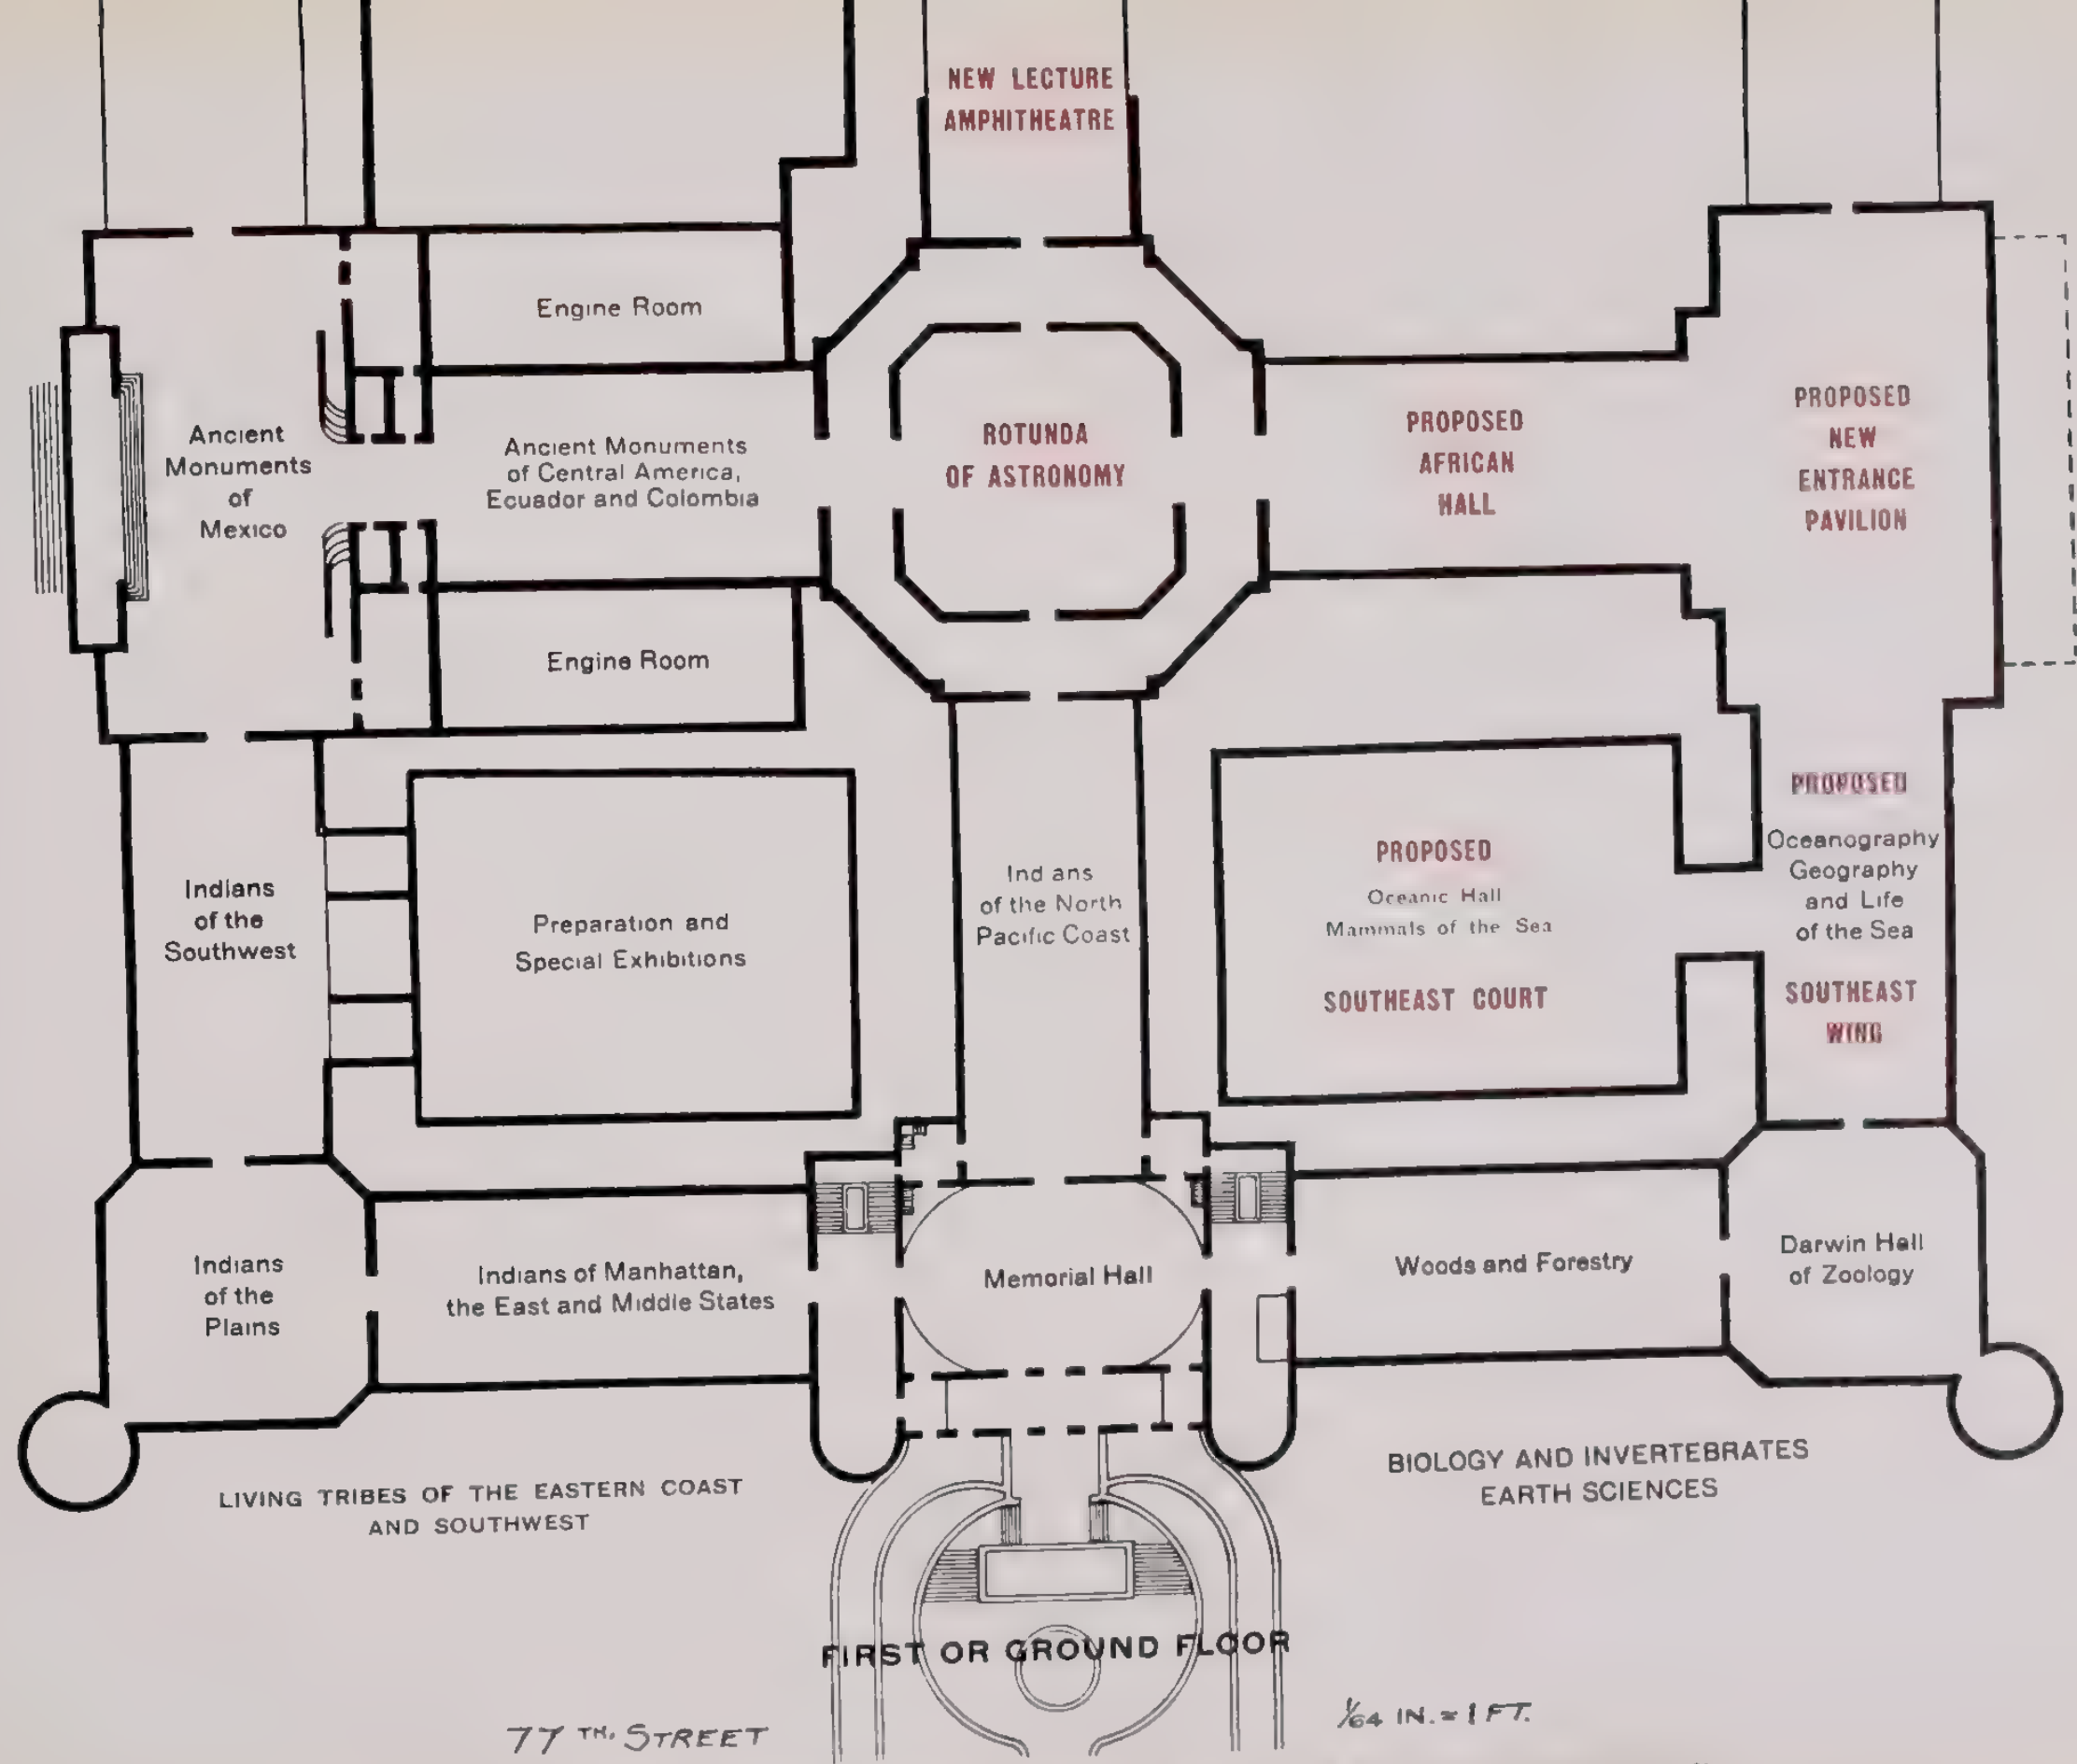 NEW LECTURE
AMPHITHEATRE
Engine Room
Ancient
Monuments
of
Mexico
Ancient Monuments
of Central America,
Ecuador and Colombia
ROTUNDA
OF ASTRONOMY
PROPOSED
AFRICAN
HALL
PROPOSED
NEW
ENTRANCE
PAVILION
Engine Room
Indians
of the
Southwest
Preparation and
Special Exhibitions
Ind ans
of the North
Pacific Coast
PROPOSED
Oceanic Hall
Mammals of the Sea
SOUTHEAST COURT
PROPOSED
Oceanography
Geography
and Life
of the Sea
SOUTHEAST
WING
Indians
of the
Plains
Indians of Manhattan,
the East and Middle States
Memorial Hall
Woods and Forestry
Darwin Hall
of Zoology
LIVING TRIBES OF THE EASTERN COAST
AND SOUTHWEST
BIOLOGY AND INVERTEBRATES
EARTH SCIENCES
FIRST OR GROUND FLOOR
77 TH. STREET
1/64 IN. = 1 FT.